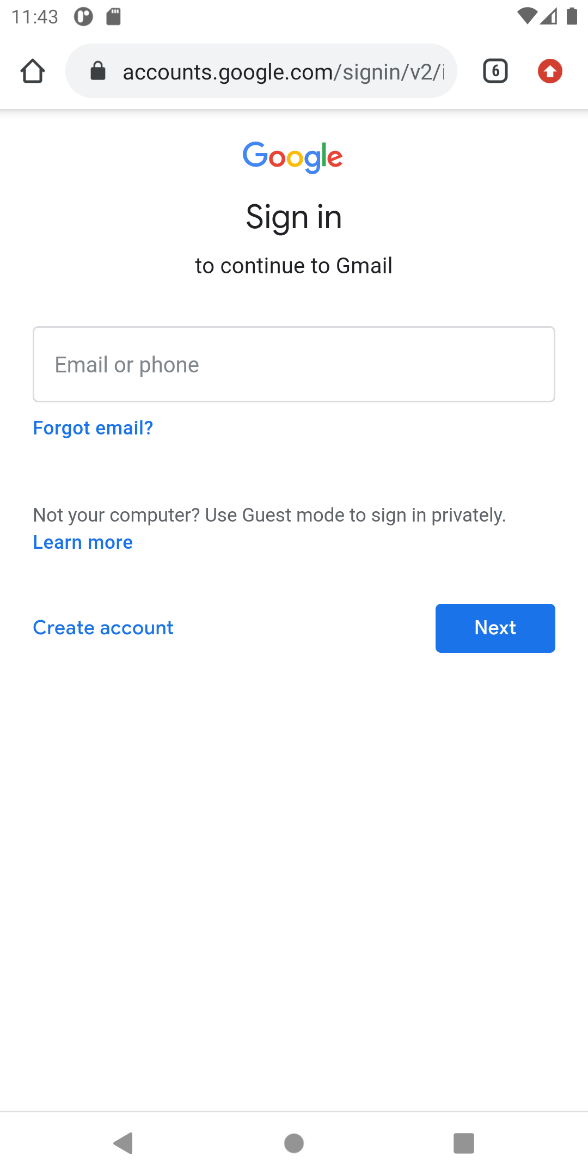 11:43
accounts.google.com/signin/v2/i
6
Google
Sign in
to continue to Gmail
Email or phone
Forgot email?
Not your computer? Use Guest mode to sign in privately.
Learn more
Create account
Next